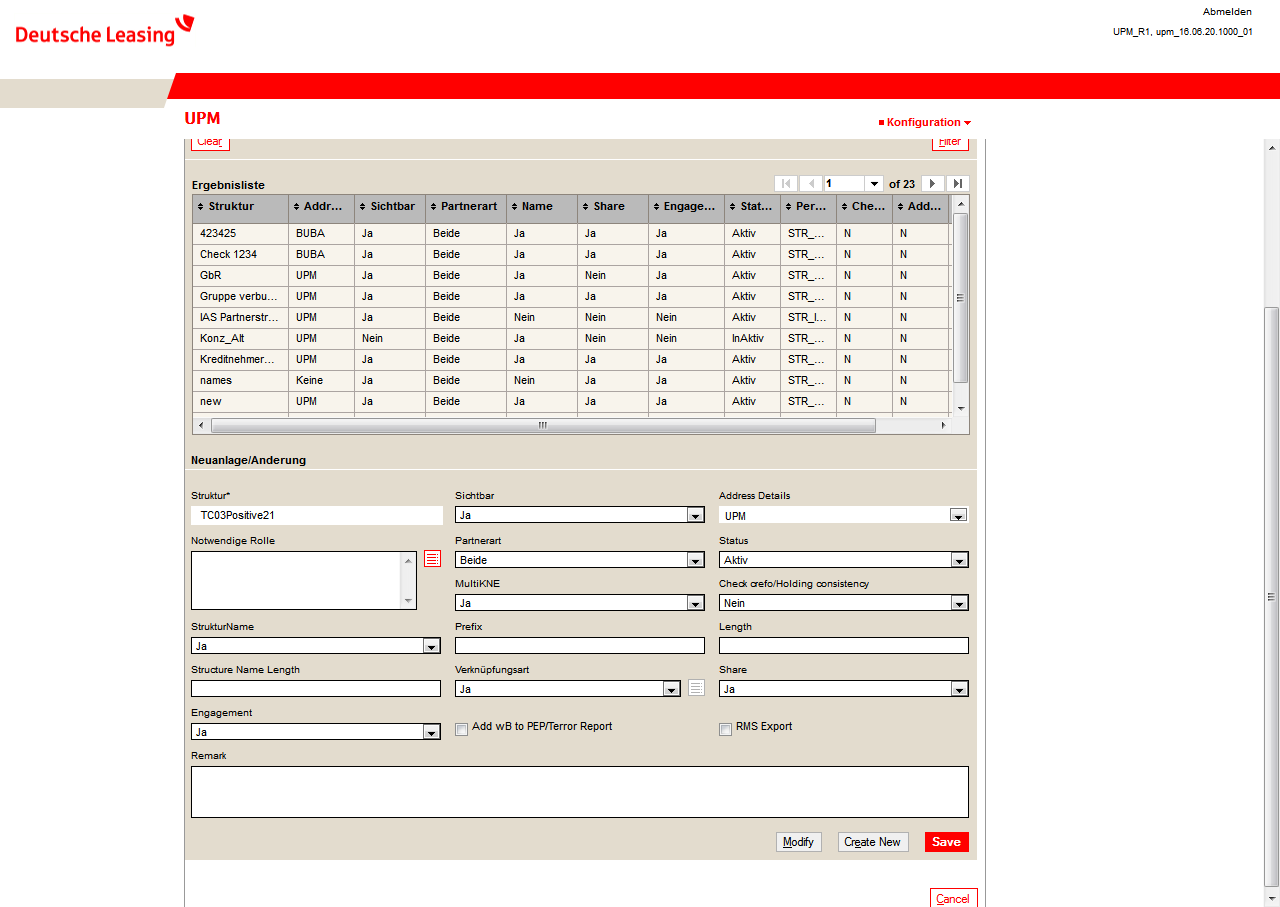 Deutsche Leasing
Abmelden
UPM_R1, upm_16.06.20.1000_01
UPM
Konfiguration
Clear
Filter
Ergebnisliste
1 of 23
Struktur Addr... Sichtbar Partnerart Name Share Engage... Stat... Per... Che... Add...
423425 BUBA Ja Beide Ja Ja Ja Aktiv STR_... N N
Check 1234 BUBA Ja Beide Ja Ja Ja Aktiv STR_... N N
GbR UPM Ja Beide Ja Nein Ja Aktiv STR_... N N
Gruppe verbu... UPM Ja Beide Ja Ja Ja Aktiv STR_... N N
IAS Partnerstr... UPM Ja Beide Nein Nein Nein Aktiv STR_I... N N
Konz_Alt UPM Nein Beide Ja Nein Nein InAktiv STR_... N N
Kreditnehmer... UPM Ja Beide Ja Ja Ja Aktiv STR_... N N
names Keine Ja Beide Nein Ja Ja Aktiv STR_... N N
new UPM Ja Beide Ja Ja Ja Aktiv STR_... N N
Neuanlage/Anderung
Struktur* Sichtbar Address Details
TC03Positive21 Ja UPM
Notwendige Rolle Partnerart Status
Beide Aktiv
MultiKNE Check crefo/Holding consistency
Ja Nein
StrukturName Prefix Length
Ja
Structure Name Length Verknüpfungsart Share
Ja Ja
Engagement
Ja Add wB to PEP/Terror Report RMS Export
Remark
Modify Create New Save
Cancel